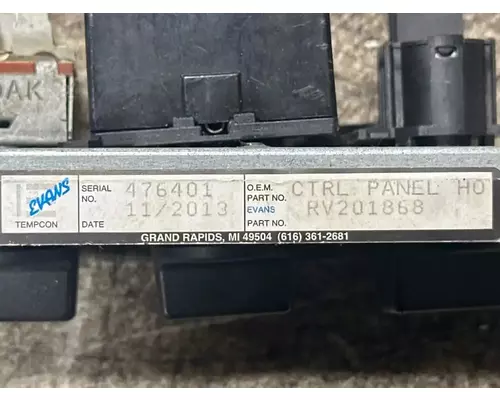 DAK
EVANS
TEMPCON
SERIAL NO. 476401
DATE 11/2013
O.E.M. PART NO. CTRL PANEL HO
EVANS PART NO. RV201868
GRAND RAPIDS, MI 49504 (616) 361-2681